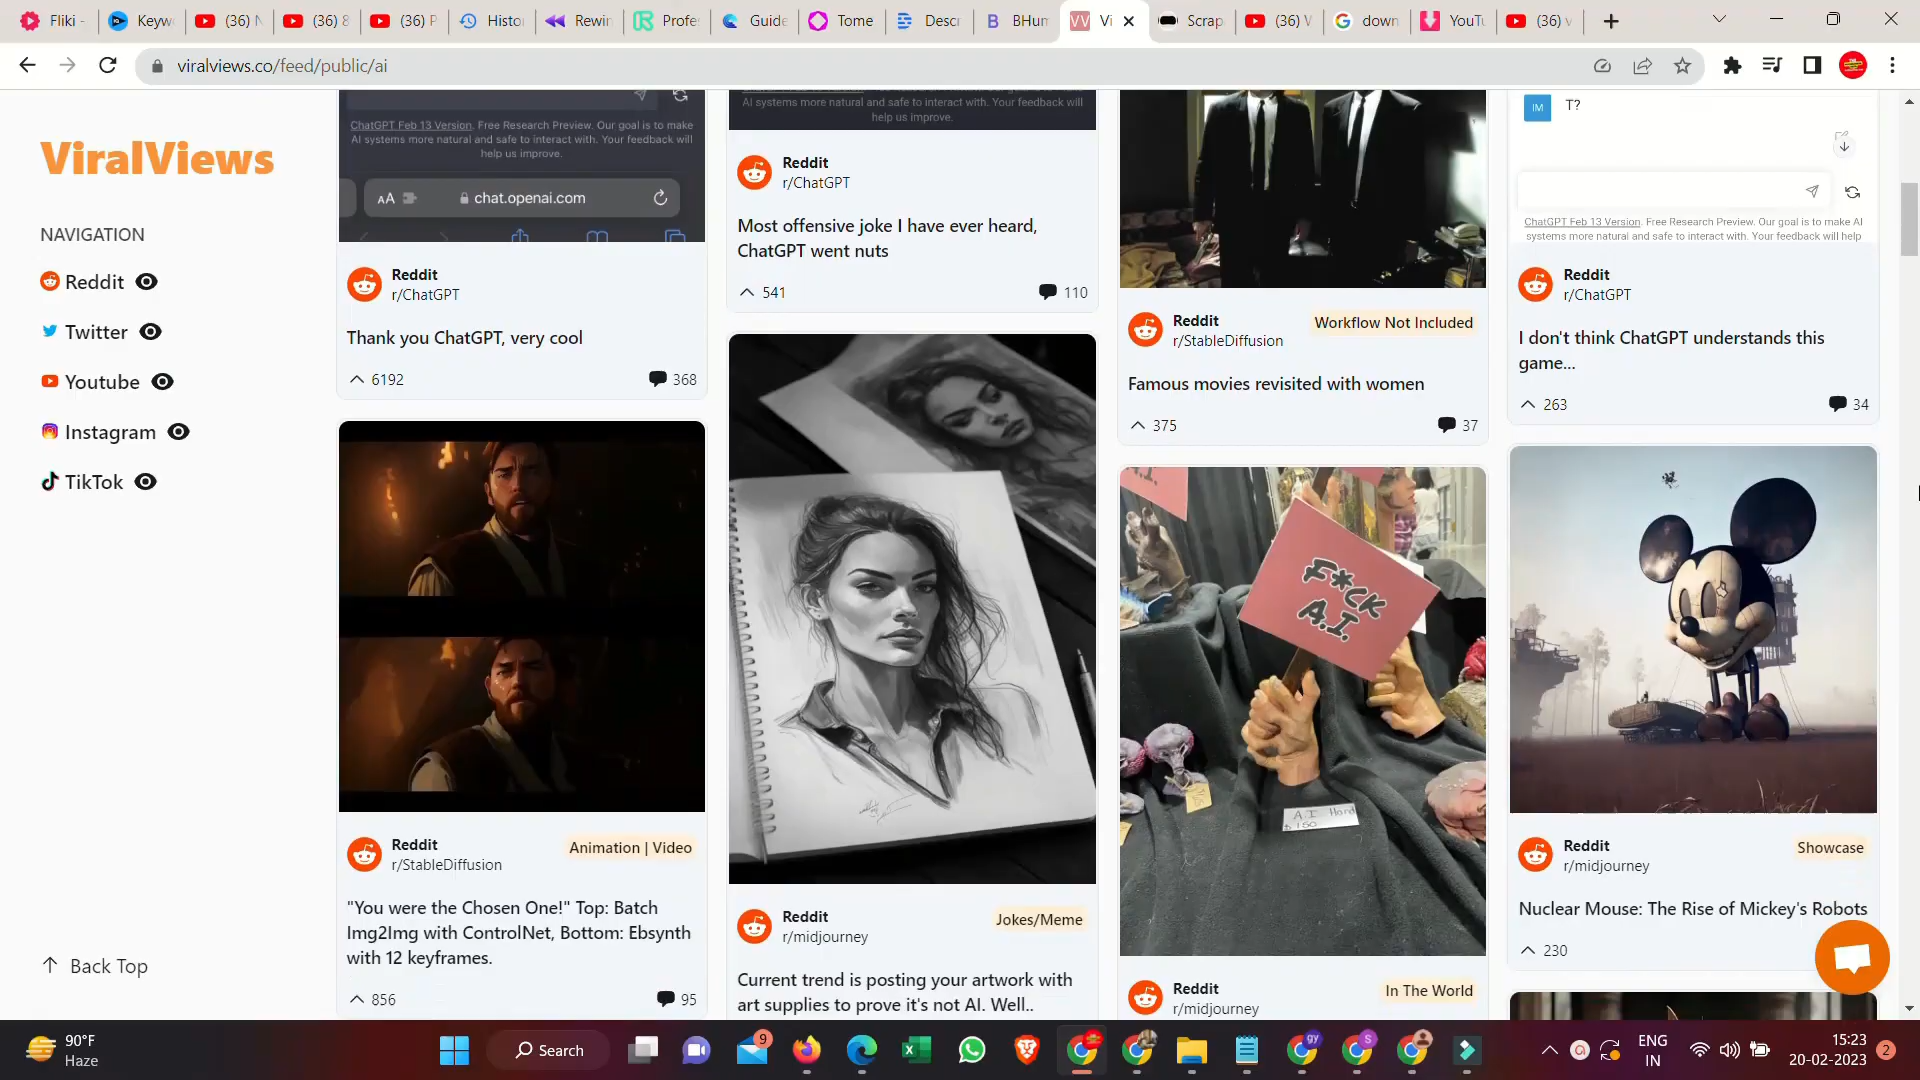 Fliki -
Keyw
(36) N
(36) 8
(36) P
Histo
Rewin
Profe
Guide
Tome
Descr
BHum
Vi
Scrap
(36) V
down
YouTu
(36) v
viralviews.co/feed/public/ai
ViralViews
NAVIGATION
Reddit
Twitter
Youtube
Instagram
TikTok
Back Top
ChatGPT Feb 13 Version. Free Research Preview. Our goal is to make
AI systems more natural and safe to interact with. Your feedback will
help us improve.
AA
chat.openai.com
Reddit
r/ChatGPT
Thank you ChatGPT, very cool
6192
368
Reddit
r/StableDiffusion
Animation | Video
"You were the Chosen One!" Top: Batch
Img2Img with ControlNet, Bottom: Ebsynth
with 12 keyframes.
856
95
AI systems more natural and safe to interact with. Your feedback will
help us improve.
Reddit
r/ChatGPT
Most offensive joke I have ever heard,
ChatGPT went nuts
541
110
Reddit
r/midjourney
Jokes/Meme
Current trend is posting your artwork with
art supplies to prove it's not AI. Well..
Reddit
r/StableDiffusion
Workflow Not Included
Famous movies revisited with women
375
37
F*CK
A.I.
A.I Hand
$150
Reddit
r/midjourney
In The World
IM
T?
ChatGPT Feb 13 Version. Free Research Preview. Our goal is to make AI
systems more natural and safe to interact with. Your feedback will help
Reddit
r/ChatGPT
I don't think ChatGPT understands this
game...
263
34
Reddit
r/midjourney
Showcase
Nuclear Mouse: The Rise of Mickey's Robots
230
90°F
Haze
Search
9
gy
S
ENG
IN
15:23
20-02-2023
2